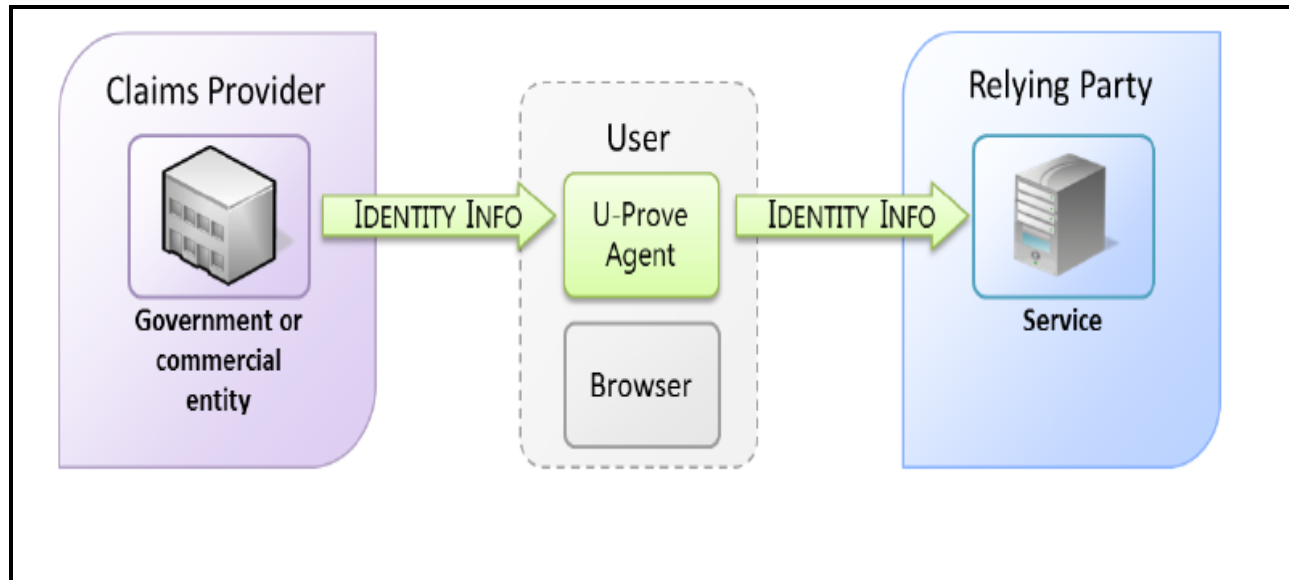 Claims Provider
Government or
commercial
entity
IDENTITY INFO
User
U-Prove
Agent
Browser
IDENTITY INFO
Relying Party
Service